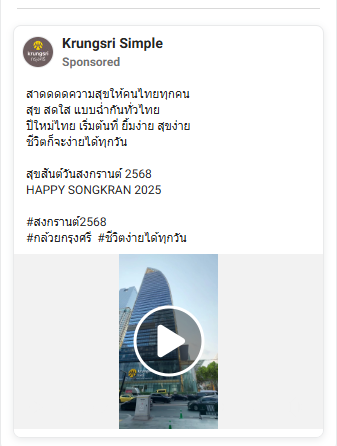 Krungsri Simple
krungsri
กรุงศรี
Sponsored
สาดดดดความสุขให้คนไทยทุกคน
สุข สดใส แบบฉ่ำกันทั่วไทย
ปีใหม่ไทย เริ่มต้นที่ ยิ้มง่าย สุขง่าย
ชีวิตก็จะง่ายได้ทุกวัน
สุขสันต์วันสงกรานต์ 2568
HAPPY SONGKRAN 2025
#สงกรานต์2568
#กล้วยกรุงศรี #ชีวิตง่ายได้ทุกวัน